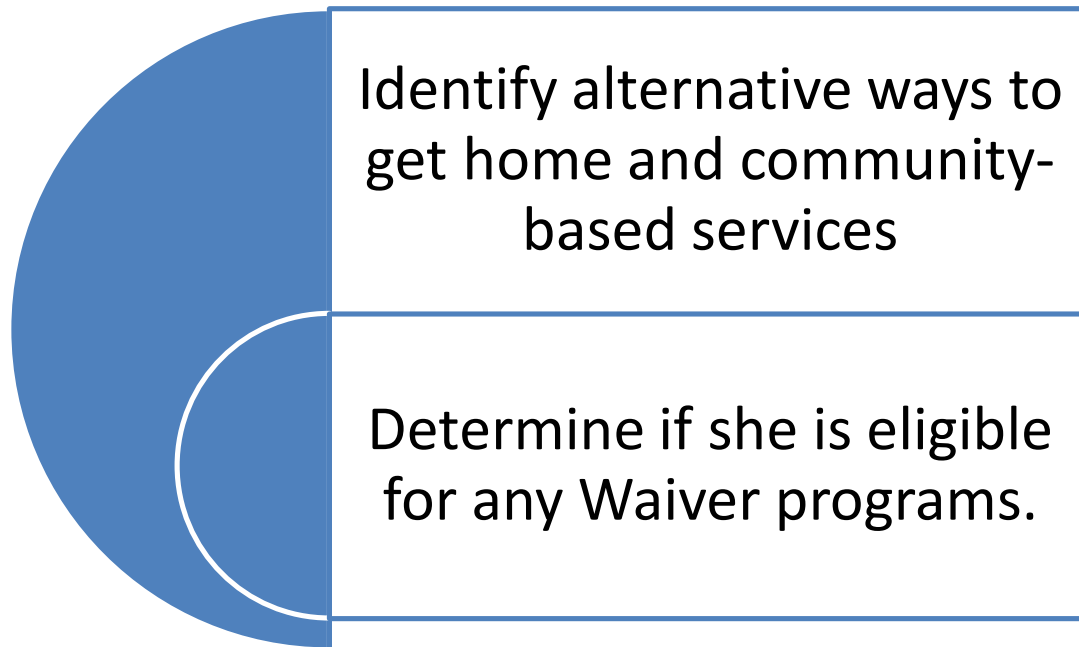 Identify alternative ways to
get home and community-
based services
Determine if she is eligible
for any Waiver programs.